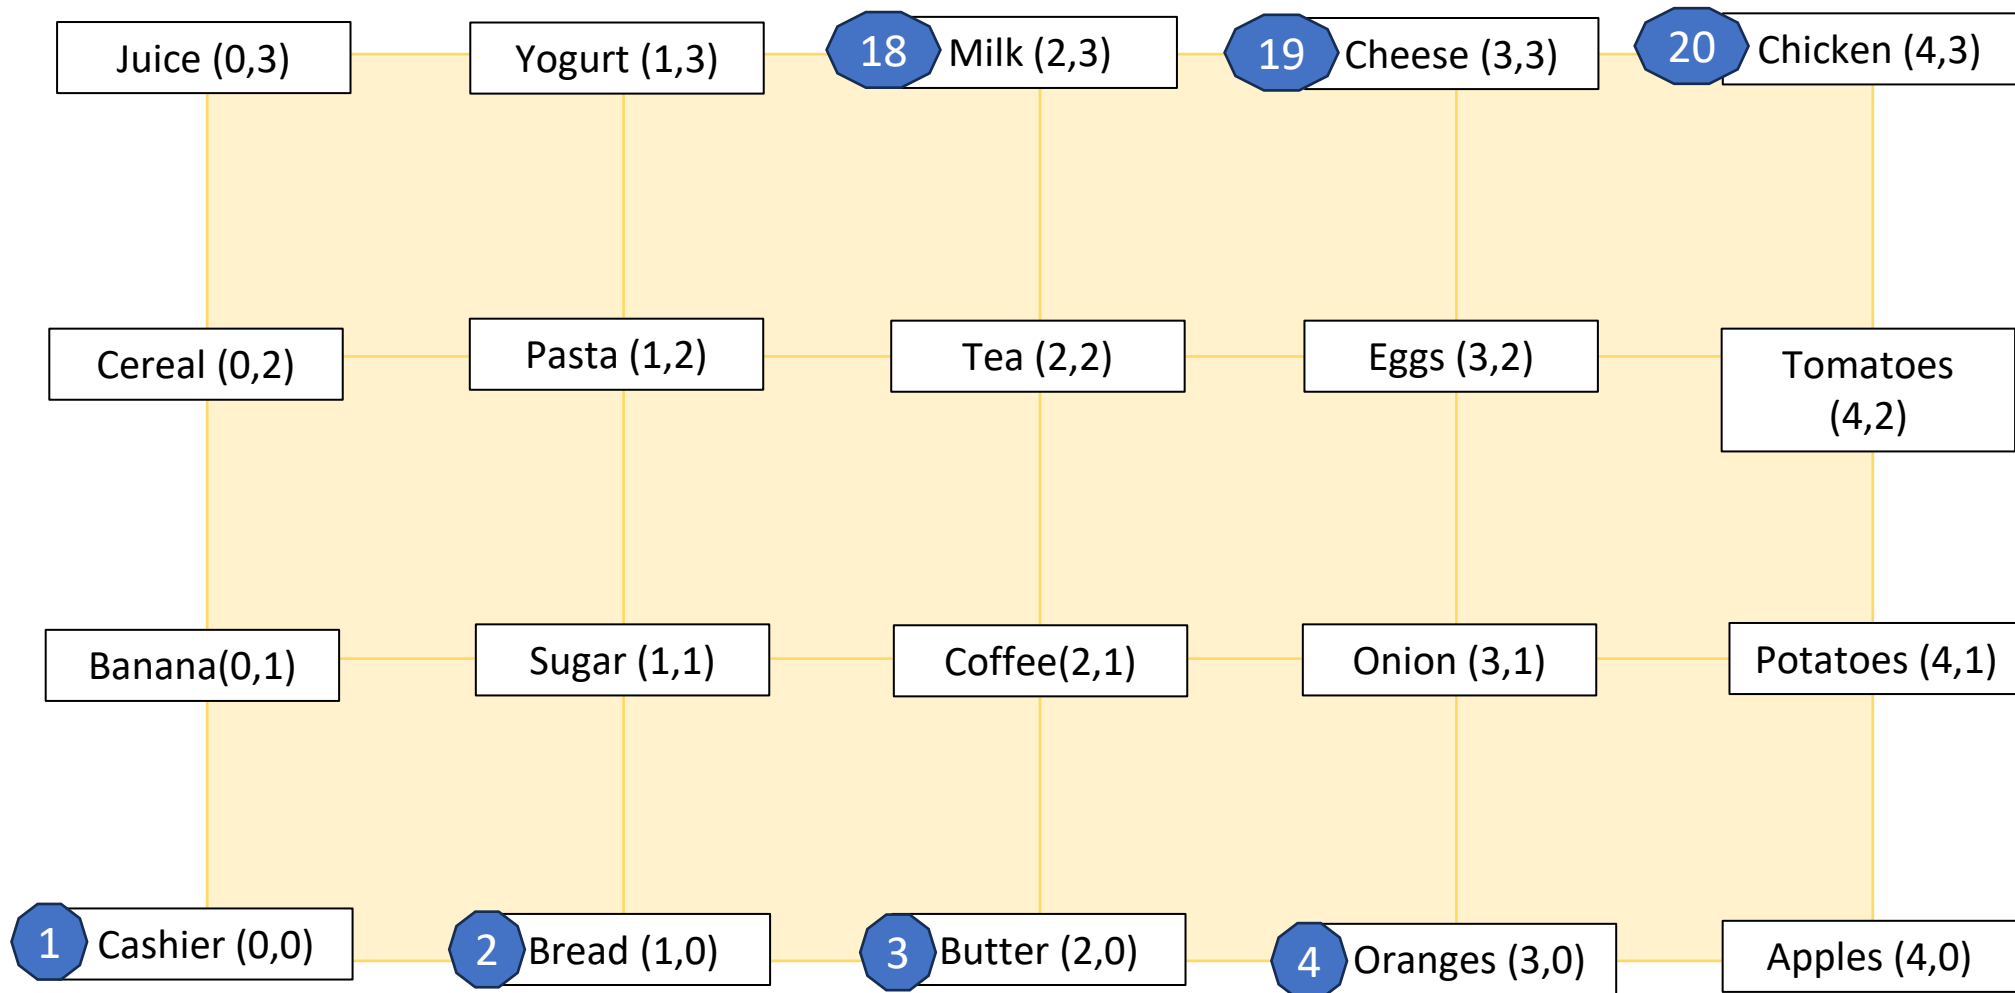 Juice (0,3)
Yogurt (1,3)
18
Milk (2,3)
19
Cheese (3,3)
20
Chicken (4,3)
Cereal (0,2)
Pasta (1,2)
Tea (2,2)
Eggs (3,2)
Tomatoes
(4,2)
Banana(0,1)
Sugar (1,1)
Coffee(2,1)
Onion (3,1)
Potatoes (4,1)
1
Cashier (0,0)
2
Bread (1,0)
3
Butter (2,0)
4
Oranges (3,0)
Apples (4,0)